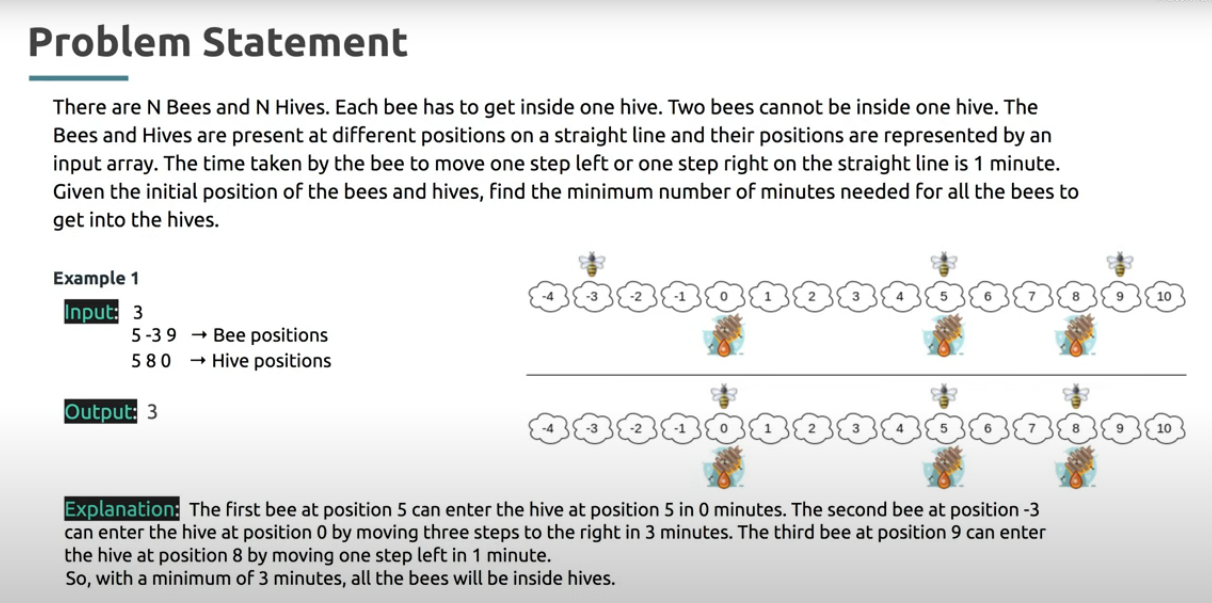 Problem Statement
There are N Bees and N Hives. Each bee has to get inside one hive. Two bees cannot be inside one hive. The
Bees and Hives are present at different positions on a straight line and their positions are represented by an
input array. The time taken by the bee to move one step left or one step right on the straight line is 1 minute.
Given the initial position of the bees and hives, find the minimum number of minutes needed for all the bees to
get into the hives.
Example 1
Input: 3
5 -3 9 → Bee positions
5 8 0 → Hive positions
Output: 3
-4 -3 -2 -1 0 1 2 3 4 5 6 7 8 9 10
-4 -3 -2 -1 0 1 2 3 4 5 6 7 8 9 10
Explanation: The first bee at position 5 can enter the hive at position 5 in 0 minutes. The second bee at position -3
can enter the hive at position 0 by moving three steps to the right in 3 minutes. The third bee at position 9 can enter
the hive at position 8 by moving one step left in 1 minute.
So, with a minimum of 3 minutes, all the bees will be inside hives.